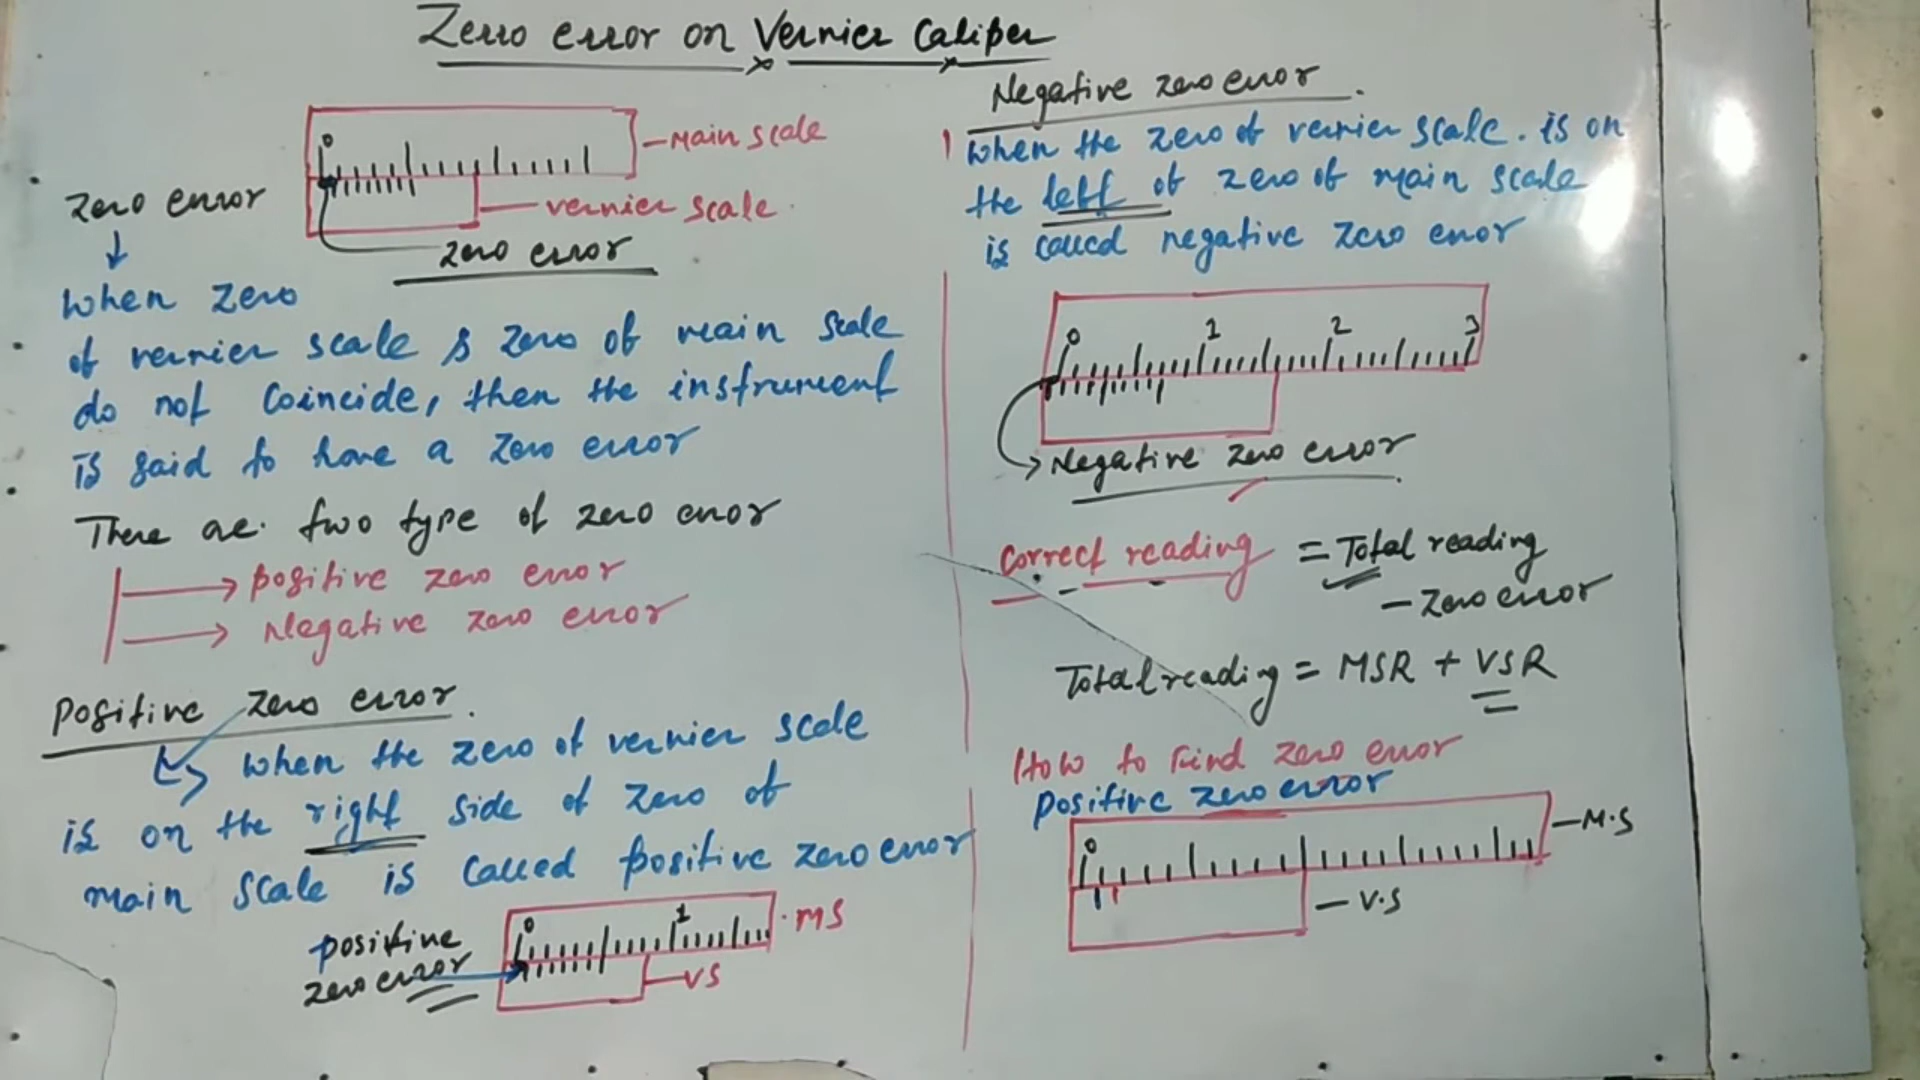 Zero error on Vernier Caliper
0
Main scale
vernier scale
zero error
zero error
when zero
of vernier scale & zero of main scale
do not coincide, then the instrument
is said to have a zero error
There are two type of zero error
positive zero error
Negative zero error
positive zero error
when the zero of vernier scale
is on the right side of zero of
main scale is called positive zero error
positive
zero error
0 1
MS
VS
Negative zero error
when the zero of vernier scale is on
the left of zero of main scale
is called negative zero error
0 1 2 3
Negative zero error
correct reading = Total reading
- zero error
Total reading = MSR + VSR
How to find zero error
positive zero error
0
M.S
V.S